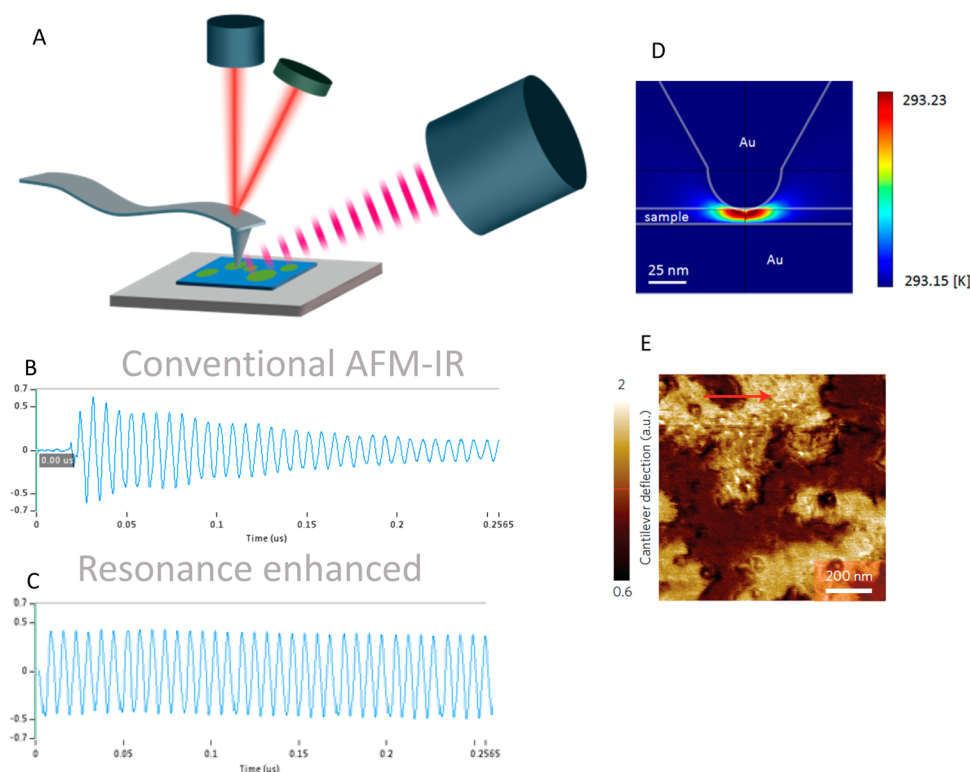 A
B
Conventional AFM-IR
0.7
0.5
0
-0.5
-0.7
0.00 us
0
0.05
0.1
0.15
0.2
0.2565
Time (us)
C
Resonance enhanced
0.7
0.5
0
-0.5
-0.7
0
0.05
0.1
0.15
0.2
0.2565
Time (us)
D
Au
sample
Au
25 nm
293.23
293.15 [K]
E
2
Cantilever deflection (a.u.)
0.6
200 nm